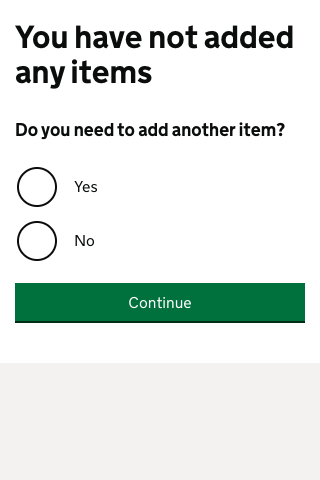 You have not added
any items
Do you need to add another item?
Yes
No
Continue